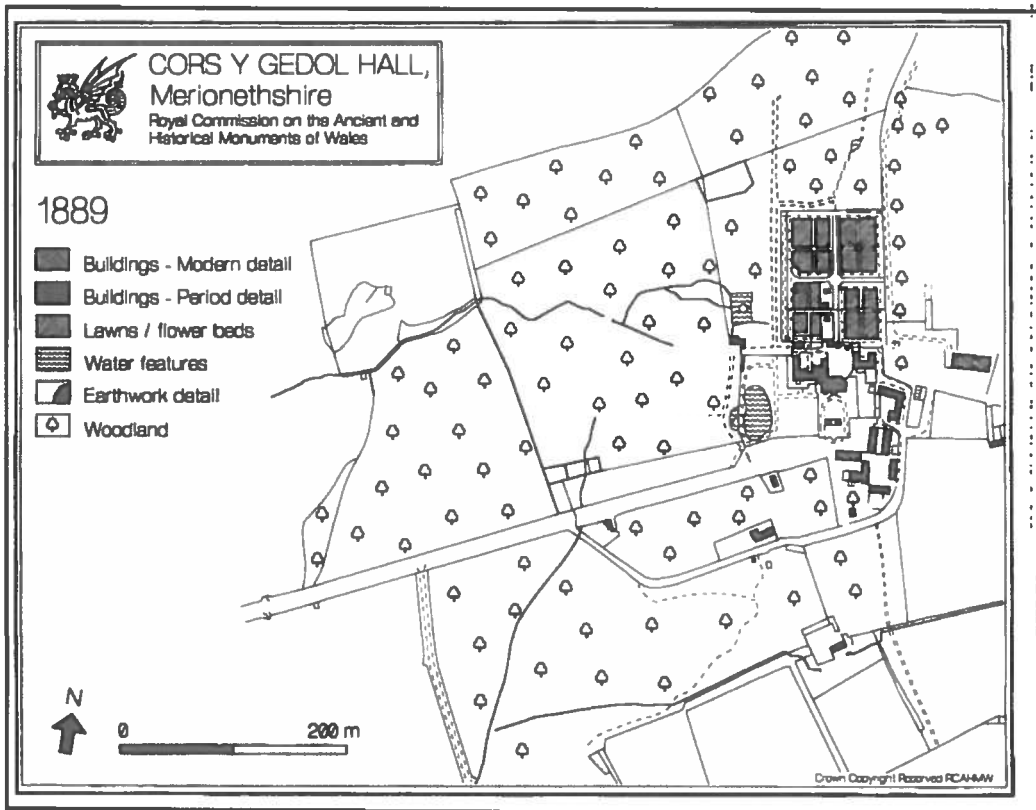 CORS Y GEDOL HALL,
Merionethshire
Royal Commission on the Ancient and
Historical Monuments of Wales
1889
Buildings - Modern detail
Buildings - Period detail
Lawns / flower beds
Water features
Earthwork detail
Woodland
N
0 200 m
Crown Copyright Reserved RCAHMW